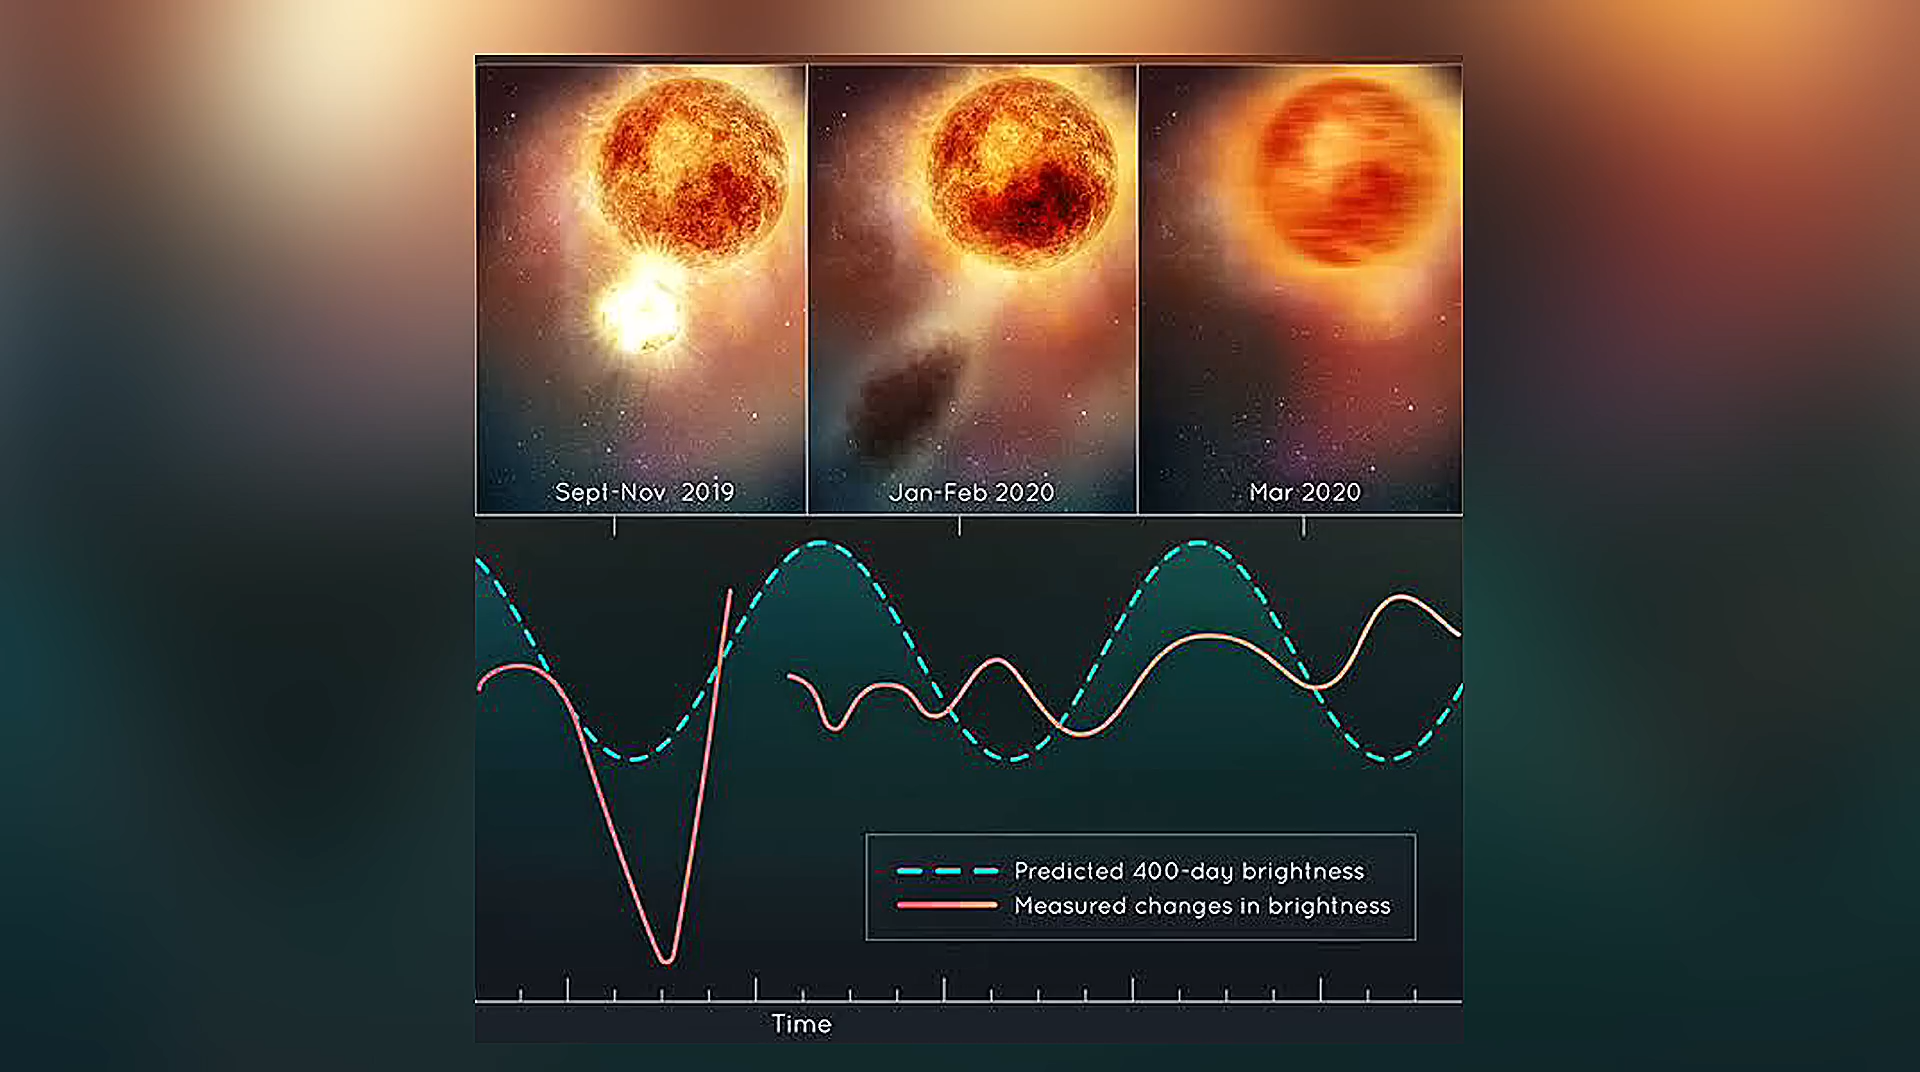 Sept-Nov 2019
Jan-Feb 2020
Mar 2020
Predicted 400-day brightness
Measured changes in brightness
Time